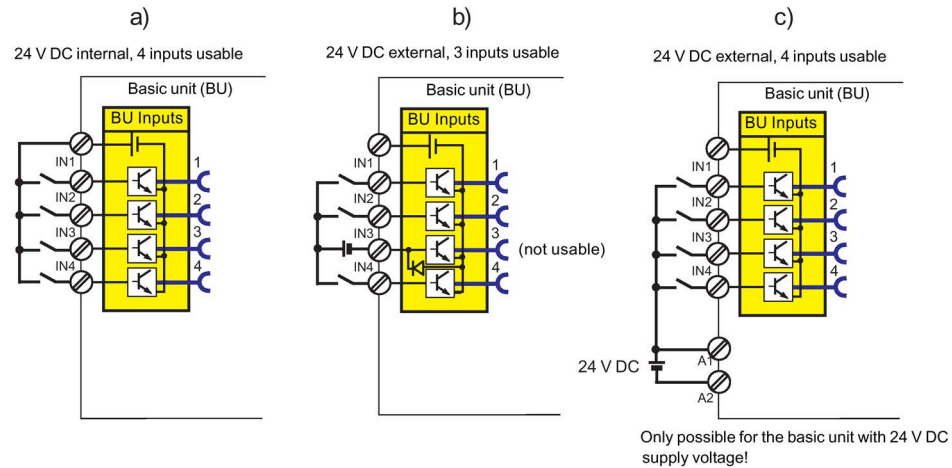 a)
24 V DC internal, 4 inputs usable
Basic unit (BU)
BU Inputs
IN1
1
IN2
2
IN3
3
IN4
4
b)
24 V DC external, 3 inputs usable
Basic unit (BU)
BU Inputs
IN1
1
IN2
2
IN3
3
(not usable)
IN4
4
c)
24 V DC external, 4 inputs usable
Basic unit (BU)
BU Inputs
IN1
1
IN2
2
IN3
3
IN4
4
A1
24 V DC
A2
Only possible for the basic unit with 24 V DC
supply voltage!